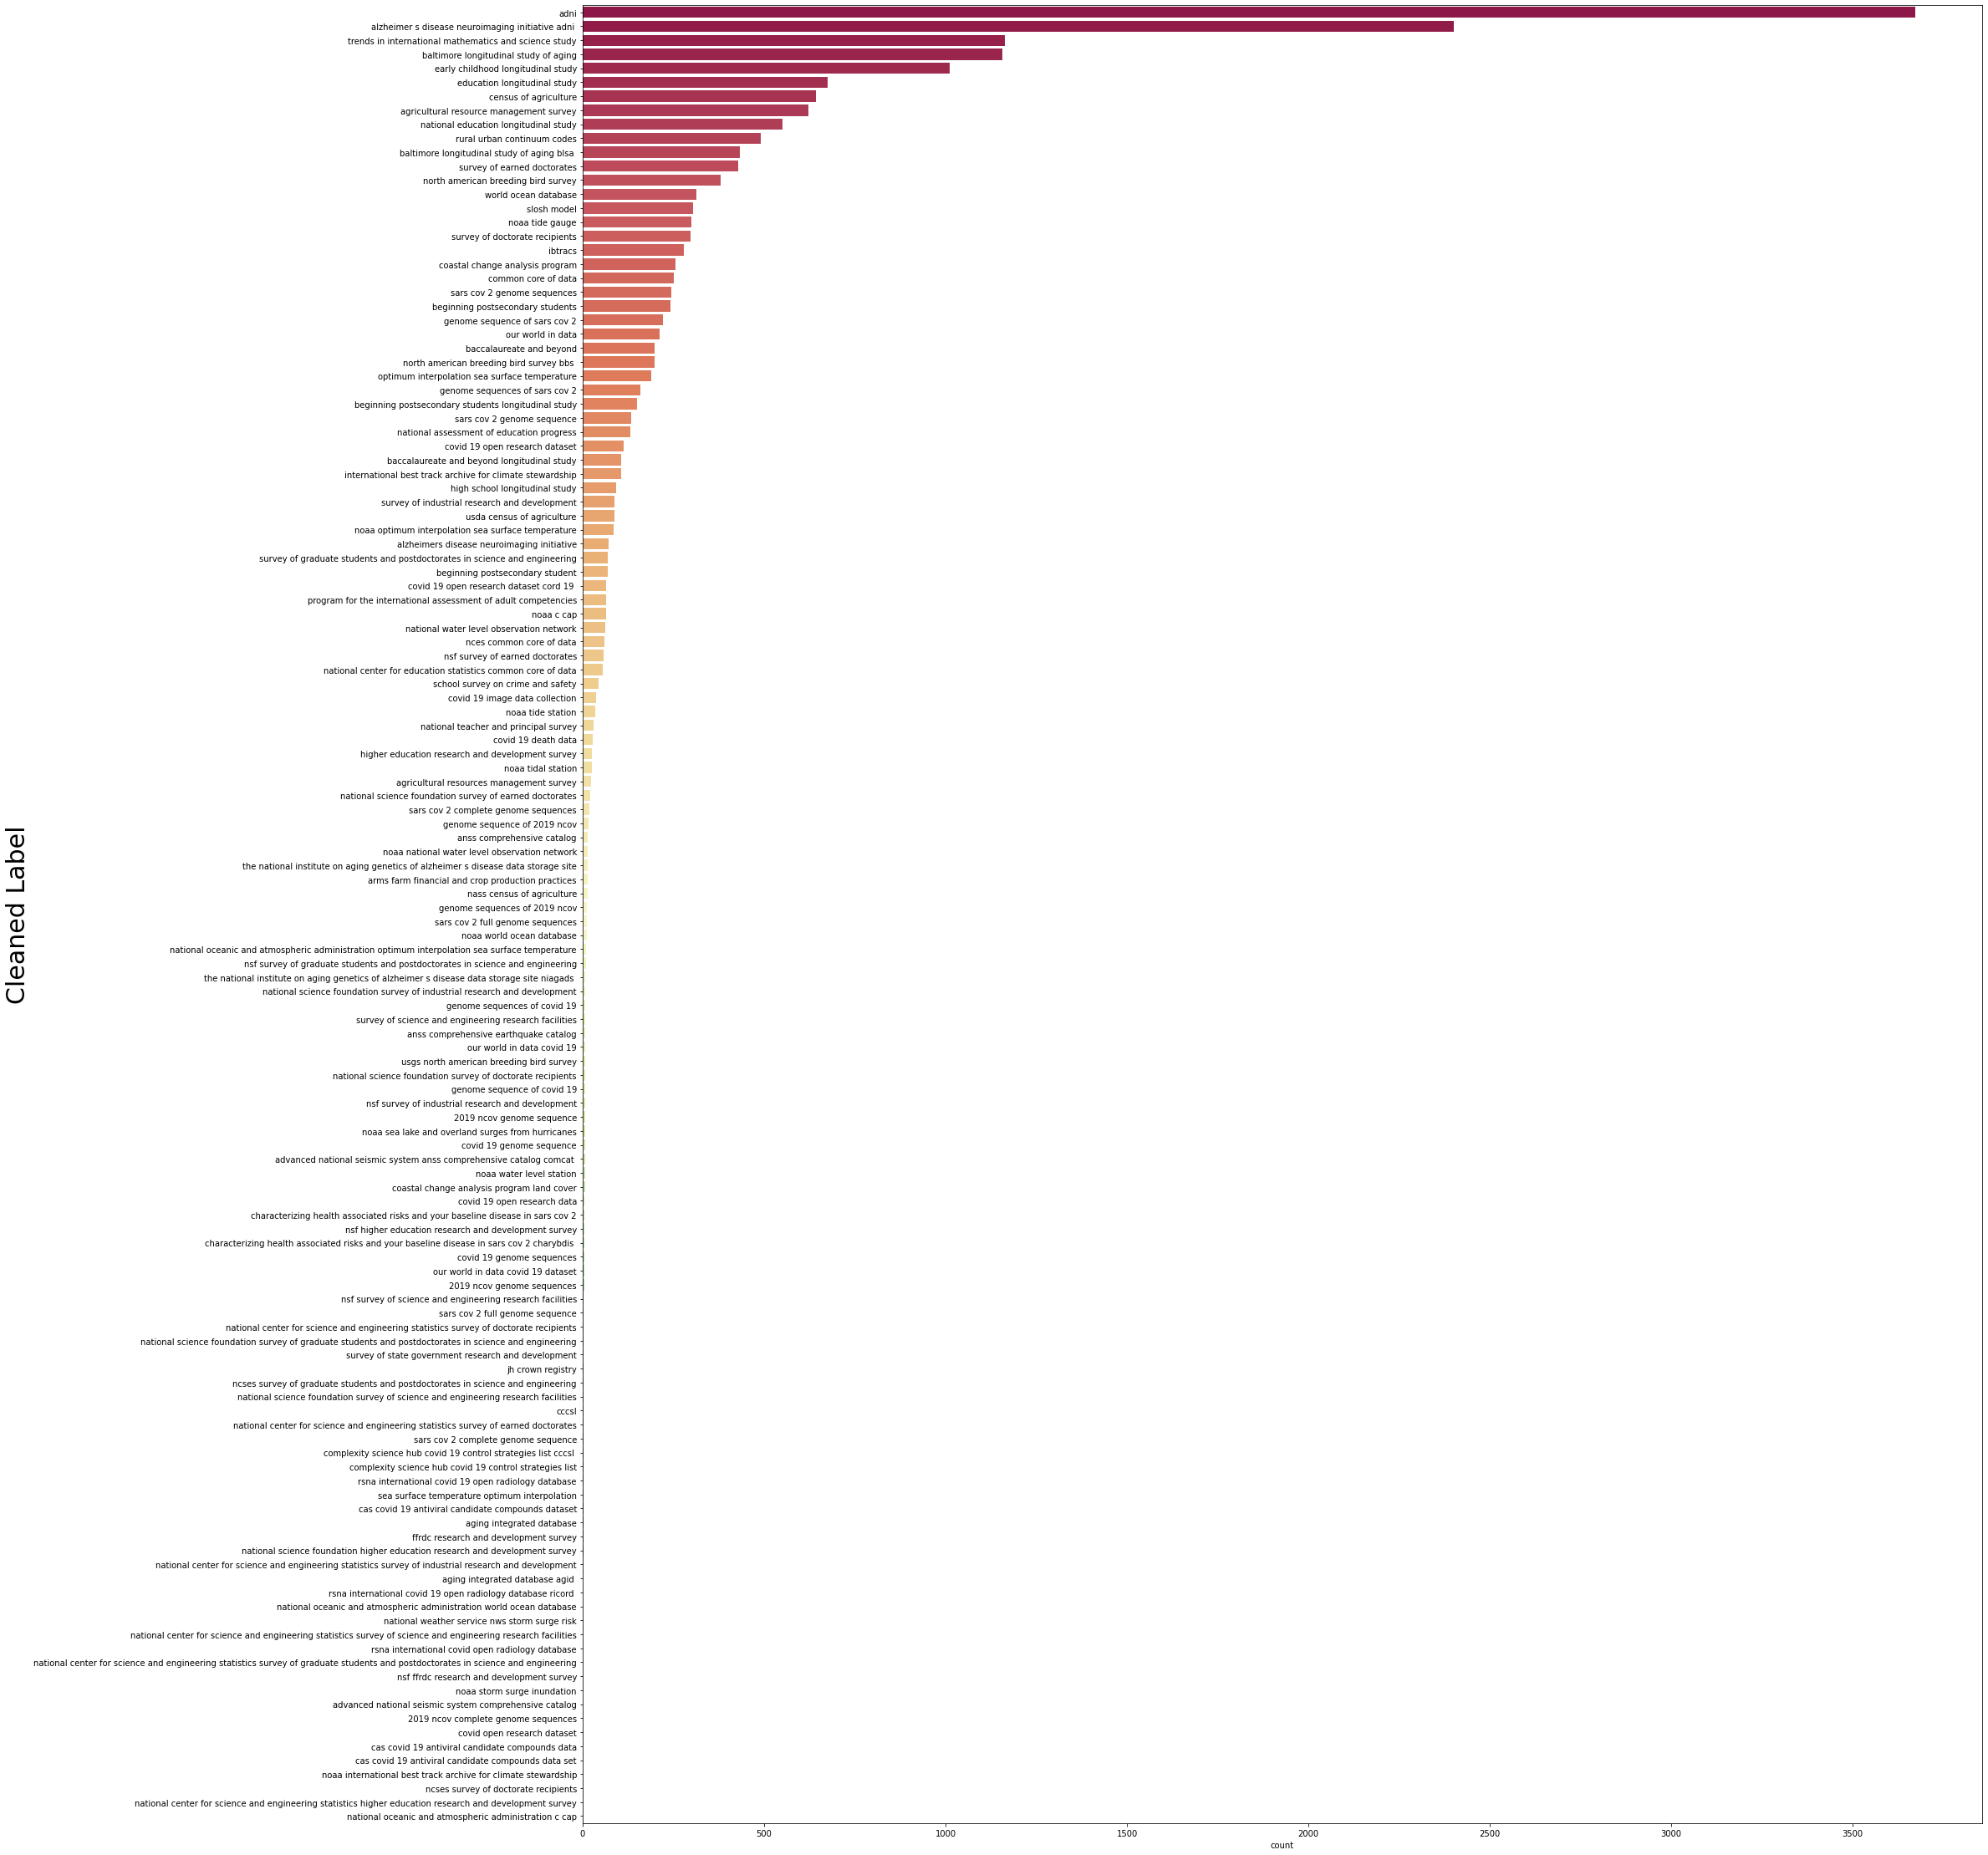 adni
alzheimer s disease neuroimaging initiative adni
trends in international mathematics and science study
baltimore longitudinal study of aging
early childhood longitudinal study
education longitudinal study
census of agriculture
agricultural resource management survey
national education longitudinal study
rural urban continuum codes
baltimore longitudinal study of aging blsa
survey of earned doctorates
north american breeding bird survey
world ocean database
slosh model
noaa tide gauge
survey of doctorate recipients
ibtracs
coastal change analysis program
common core of data
sars cov 2 genome sequences
beginning postsecondary students
genome sequence of sars cov 2
our world in data
baccalaureate and beyond
north american breeding bird survey bbs
optimum interpolation sea surface temperature
genome sequences of sars cov 2
beginning postsecondary students longitudinal study
sars cov 2 genome sequence
national assessment of education progress
covid 19 open research dataset
baccalaureate and beyond longitudinal study
international best track archive for climate stewardship
high school longitudinal study
survey of industrial research and development
usda census of agriculture
noaa optimum interpolation sea surface temperature
alzheimers disease neuroimaging initiative
survey of graduate students and postdoctorates in science and engineering
beginning postsecondary student
covid 19 open research dataset cord 19
program for the international assessment of adult competencies
noaa c cap
national water level observation network
nces common core of data
nsf survey of earned doctorates
national center for education statistics common core of data
school survey on crime and safety
covid 19 image data collection
noaa tide station
national teacher and principal survey
covid 19 death data
higher education research and development survey
noaa tidal station
agricultural resources management survey
national science foundation survey of earned doctorates
sars cov 2 complete genome sequences
genome sequence of 2019 ncov
anss comprehensive catalog
noaa national water level observation network
the national institute on aging genetics of alzheimer s disease data storage site
arms farm financial and crop production practices
nass census of agriculture
genome sequences of 2019 ncov
sars cov 2 full genome sequences
noaa world ocean database
national oceanic and atmospheric administration optimum interpolation sea surface temperature
nsf survey of graduate students and postdoctorates in science and engineering
the national institute on aging genetics of alzheimer s disease data storage site niagads
national science foundation survey of industrial research and development
genome sequences of covid 19
survey of science and engineering research facilities
anss comprehensive earthquake catalog
our world in data covid 19
usgs north american breeding bird survey
national science foundation survey of doctorate recipients
genome sequence of covid 19
nsf survey of industrial research and development
2019 ncov genome sequence
noaa sea lake and overland surges from hurricanes
covid 19 genome sequence
advanced national seismic system anss comprehensive catalog comcat
noaa water level station
coastal change analysis program land cover
covid 19 open research data
characterizing health associated risks and your baseline disease in sars cov 2
nsf higher education research and development survey
characterizing health associated risks and your baseline disease in sars cov 2 charybdis
covid 19 genome sequences
our world in data covid 19 dataset
2019 ncov genome sequences
nsf survey of science and engineering research facilities
sars cov 2 full genome sequence
national center for science and engineering statistics survey of doctorate recipients
national science foundation survey of graduate students and postdoctorates in science and engineering
survey of state government research and development
jh crown registry
ncses survey of graduate students and postdoctorates in science and engineering
national science foundation survey of science and engineering research facilities
cccsl
national center for science and engineering statistics survey of earned doctorates
sars cov 2 complete genome sequence
complexity science hub covid 19 control strategies list cccsl
complexity science hub covid 19 control strategies list
rsna international covid 19 open radiology database
sea surface temperature optimum interpolation
cas covid 19 antiviral candidate compounds dataset
aging integrated database
ffrdc research and development survey
national science foundation higher education research and development survey
national center for science and engineering statistics survey of industrial research and development
aging integrated database agid
rsna international covid 19 open radiology database ricord
national oceanic and atmospheric administration world ocean database
national weather service nws storm surge risk
national center for science and engineering statistics survey of science and engineering research facilities
rsna international covid open radiology database
national center for science and engineering statistics survey of graduate students and postdoctorates in science and engineering
nsf ffrdc research and development survey
noaa storm surge inundation
advanced national seismic system comprehensive catalog
2019 ncov complete genome sequences
covid open research dataset
cas covid 19 antiviral candidate compounds data
cas covid 19 antiviral candidate compounds data set
noaa international best track archive for climate stewardship
ncses survey of doctorate recipients
national center for science and engineering statistics higher education research and development survey
national oceanic and atmospheric administration c cap
Cleaned Label
0 500 1000 1500 2000 2500 3000 3500
count